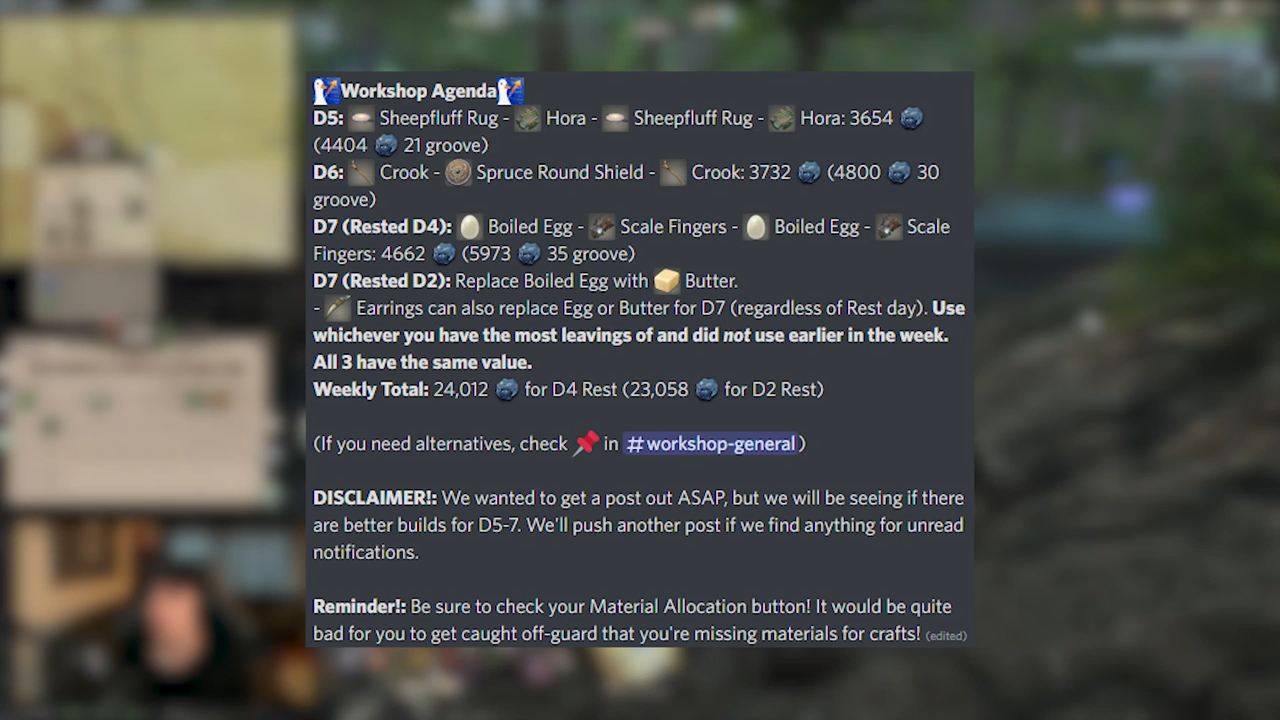 Workshop Agenda
D5: Sheepfluff Rug - Hora - Sheepfluff Rug - Hora: 3654
(4404 21 groove)
D6: Crook - Spruce Round Shield - Crook: 3732 (4800 30
groove)
D7 (Rested D4): Boiled Egg - Scale Fingers - Boiled Egg - Scale
Fingers: 4662 (5973 35 groove)
D7 (Rested D2): Replace Boiled Egg with Butter.
- Earrings can also replace Egg or Butter for D7 (regardless of Rest day). Use
whichever you have the most leavings of and did not use earlier in the week.
All 3 have the same value.
Weekly Total: 24,012 for D4 Rest (23,058 for D2 Rest)
(If you need alternatives, check in #workshop-general)
DISCLAIMER!: We wanted to get a post out ASAP, but we will be seeing if there
are better builds for D5-7. We'll push another post if we find anything for unread
notifications.
Reminder!: Be sure to check your Material Allocation button! It would be quite
bad for you to get caught off-guard that you're missing materials for crafts! (edited)